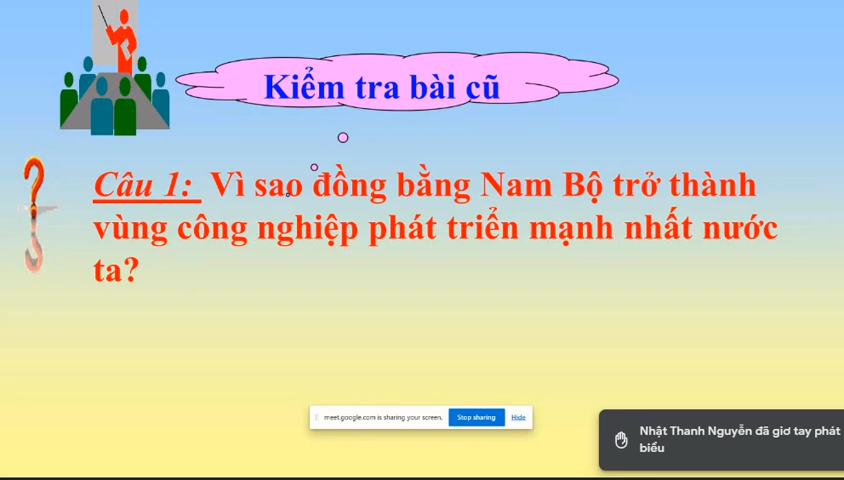 Kiểm tra bài cũ
Câu 1: Vì sao đồng bằng Nam Bộ trở thành
vùng công nghiệp phát triển mạnh nhất nước
ta?
meet.google.com is sharing your screen.
Stop sharing
Hide
Nhật Thanh Nguyễn đã giơ tay phát
biểu